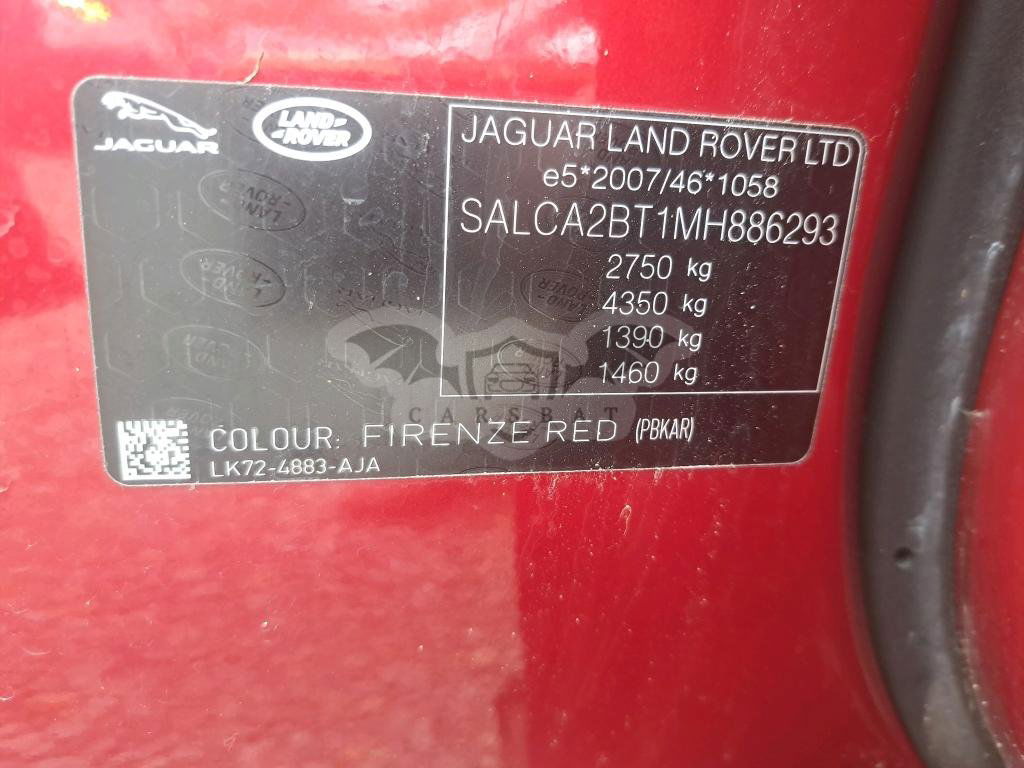 JAGUAR
LAND
ROVER
JAGUAR LAND ROVER LTD
e5*2007/46*1058
SALCA2BT1MH886293
2750 kg
4350 kg
1390 kg
1460 kg
CARSBAT
COLOUR: FIRENZE RED (PBKAR)
LK72-4883-AJA